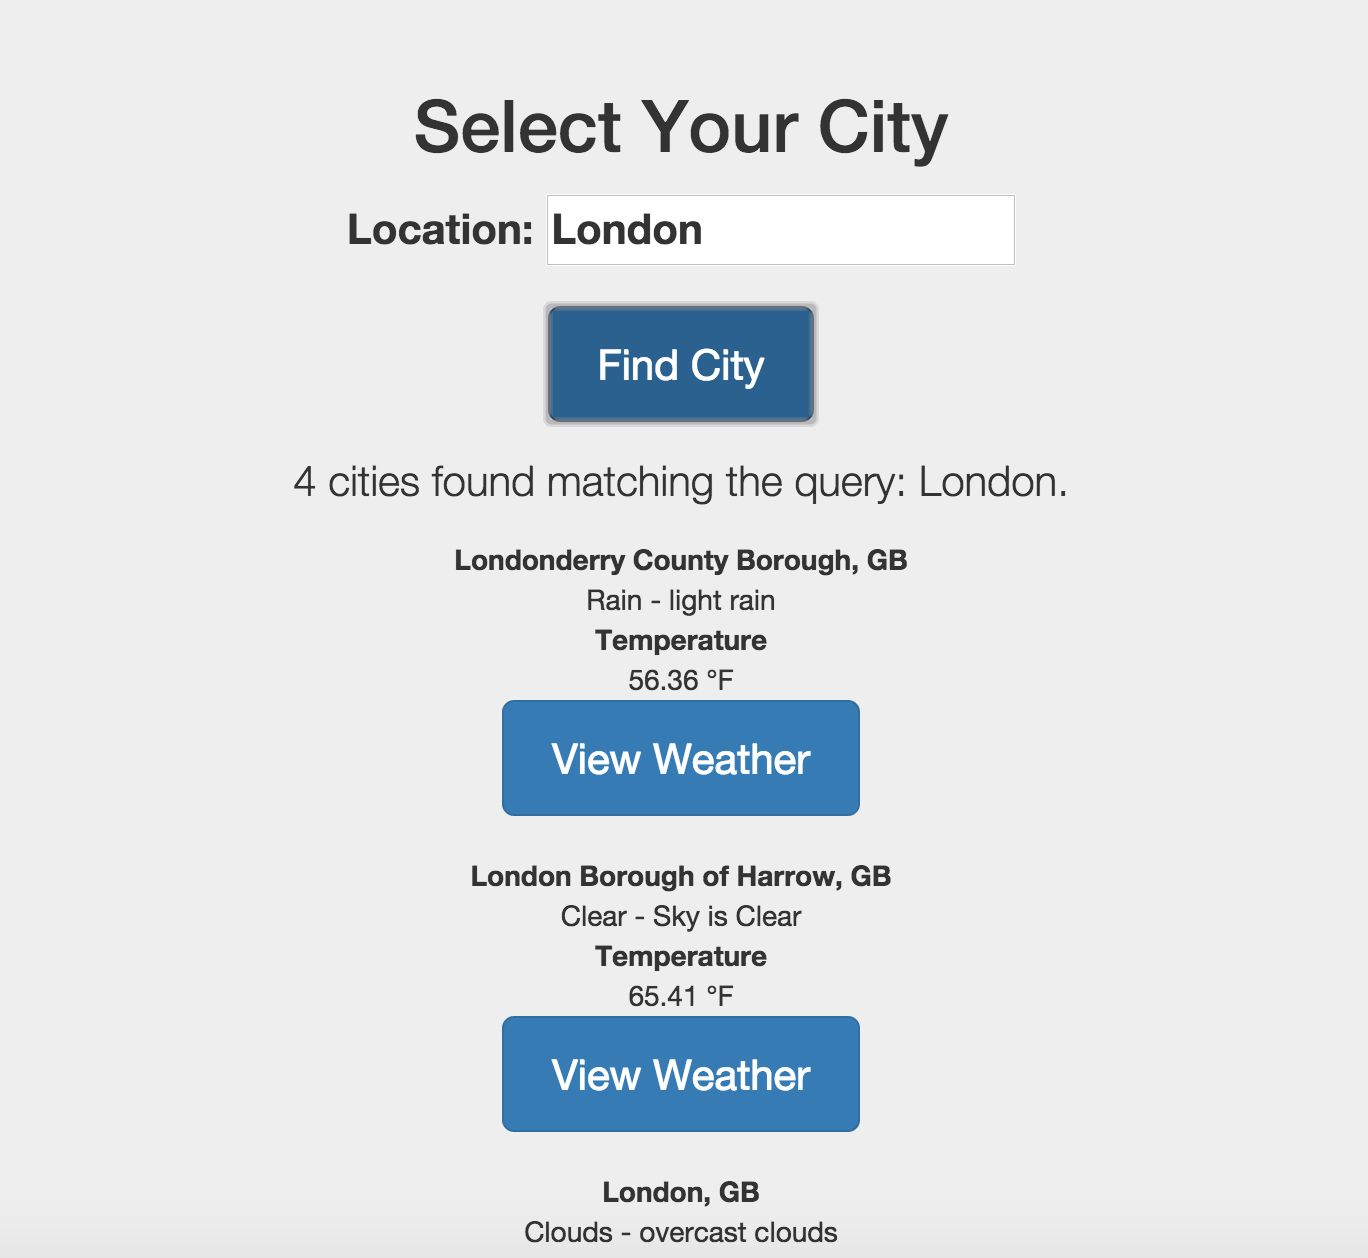 Select Your City
Location: London
Find City
4 cities found matching the query: London.
Londonderry County Borough, GB
Rain - light rain
Temperature
56.36 °F
View Weather
London Borough of Harrow, GB
Clear - Sky is Clear
Temperature
65.41 °F
View Weather
London, GB
Clouds - overcast clouds